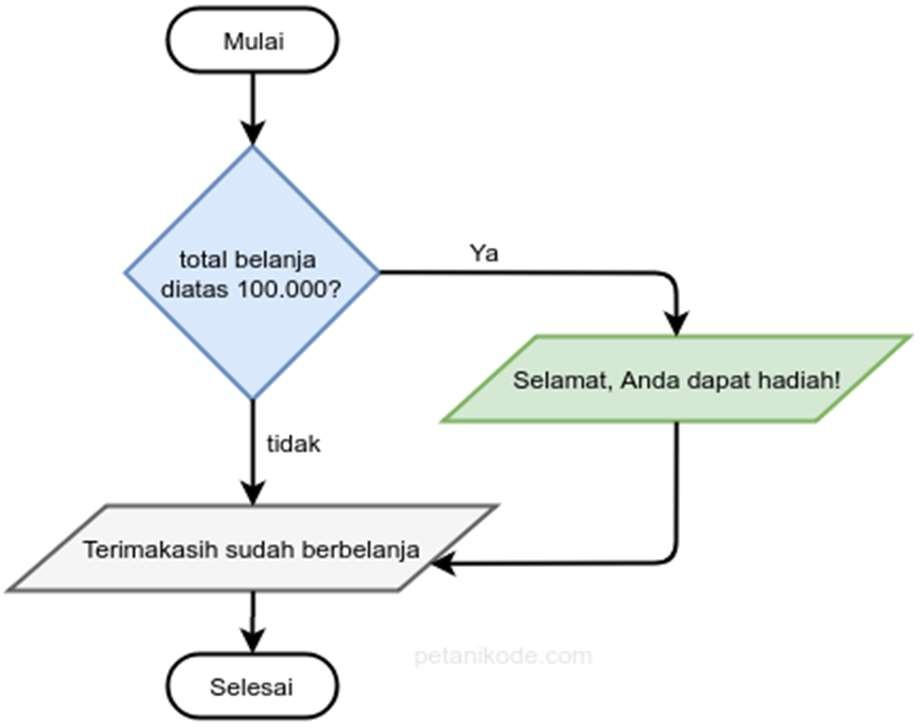 Mulai
total belanja
diatas 100.000?
Ya
Selamat, Anda dapat hadiah!
tidak
Terimakasih sudah berbelanja
petanikode.com
Selesai